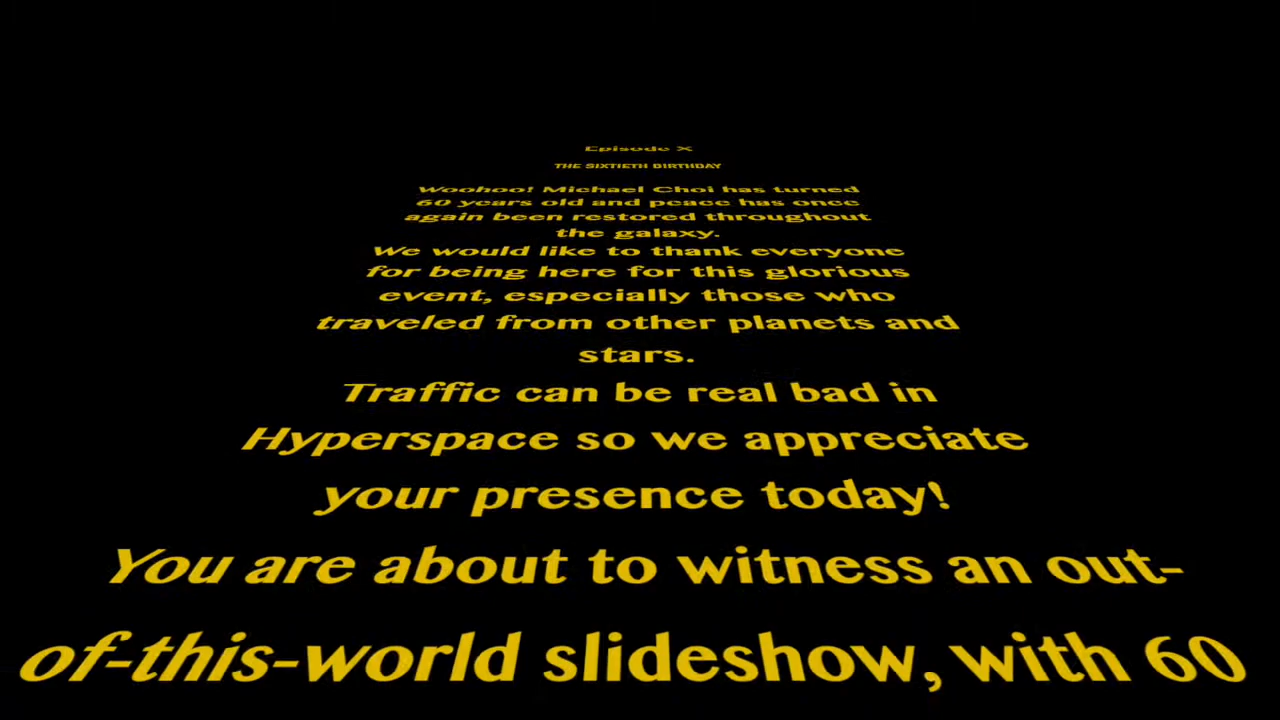 Episode X
THE SIXTIETH BIRTHDAY
Woohoo! Michael Choi has turned
60 years old and peace has once
again been restored throughout
the galaxy.
We would like to thank everyone
for being here for this glorious
event, especially those who
traveled from other planets and
stars.
Traffic can be real bad in
Hyperspace so we appreciate
your presence today!
You are about to witness an out-
of-this-world slideshow, with 60